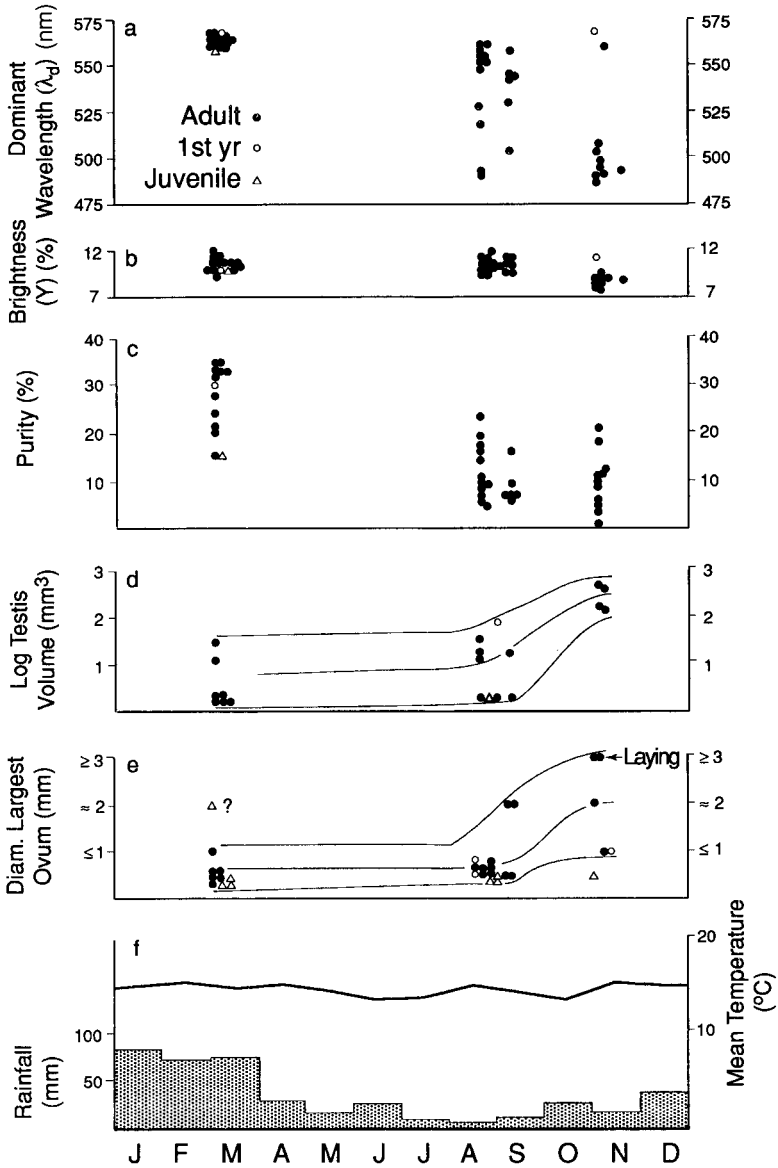 a
Dominant
Wavelength (λd) (nm)
575
550
525
500
475
575
550
525
500
475
Adult ●
1st yr ○
Juvenile △
b
Brightness
(Y) (%)
12
7
12
7
c
Purity (%)
40
30
20
10
40
30
20
10
d
Log Testis
Volume (mm³)
3
2
1
3
2
1
e
Diam. Largest
Ovum (mm)
≥ 3
≈ 2
≤ 1
?
Laying
≥ 3
≈ 2
≤ 1
f
Rainfall
(mm)
100
50
20
10
Mean Temperature
(ºC)
J F M A M J J A S O N D